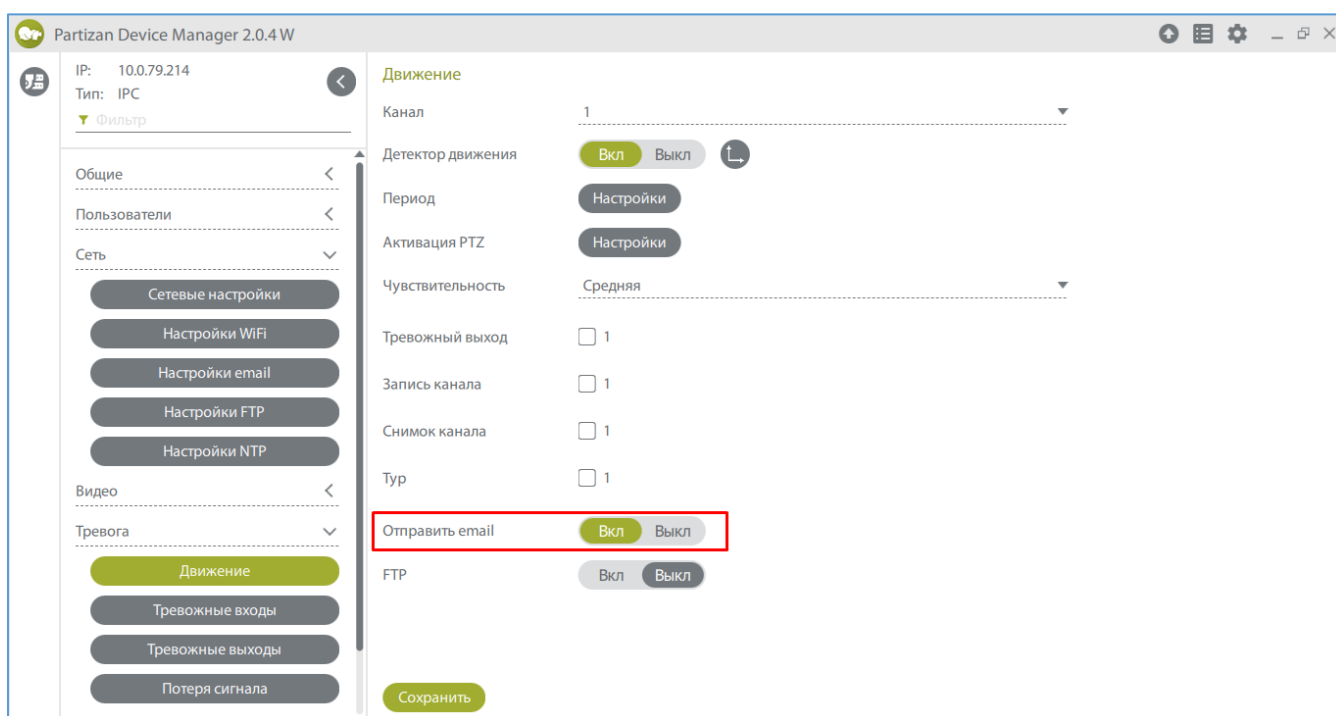 Partizan Device Manager 2.0.4 W
IP: 10.0.79.214
Тип: IPC
Фильтр
Общие
Пользователи
Сеть
Сетевые настройки
Настройки WiFi
Настройки email
Настройки FTP
Настройки NTP
Видео
Тревога
Движение
Тревожные входы
Тревожные выходы
Потеря сигнала
Движение
Канал 1
Детектор движения Вкл Выкл
Период Настройки
Активация PTZ Настройки
Чувствительность Средняя
Тревожный выход 1
Запись канала 1
Снимок канала 1
Тур 1
Отправить email Вкл Выкл
FTP Вкл Выкл
Сохранить